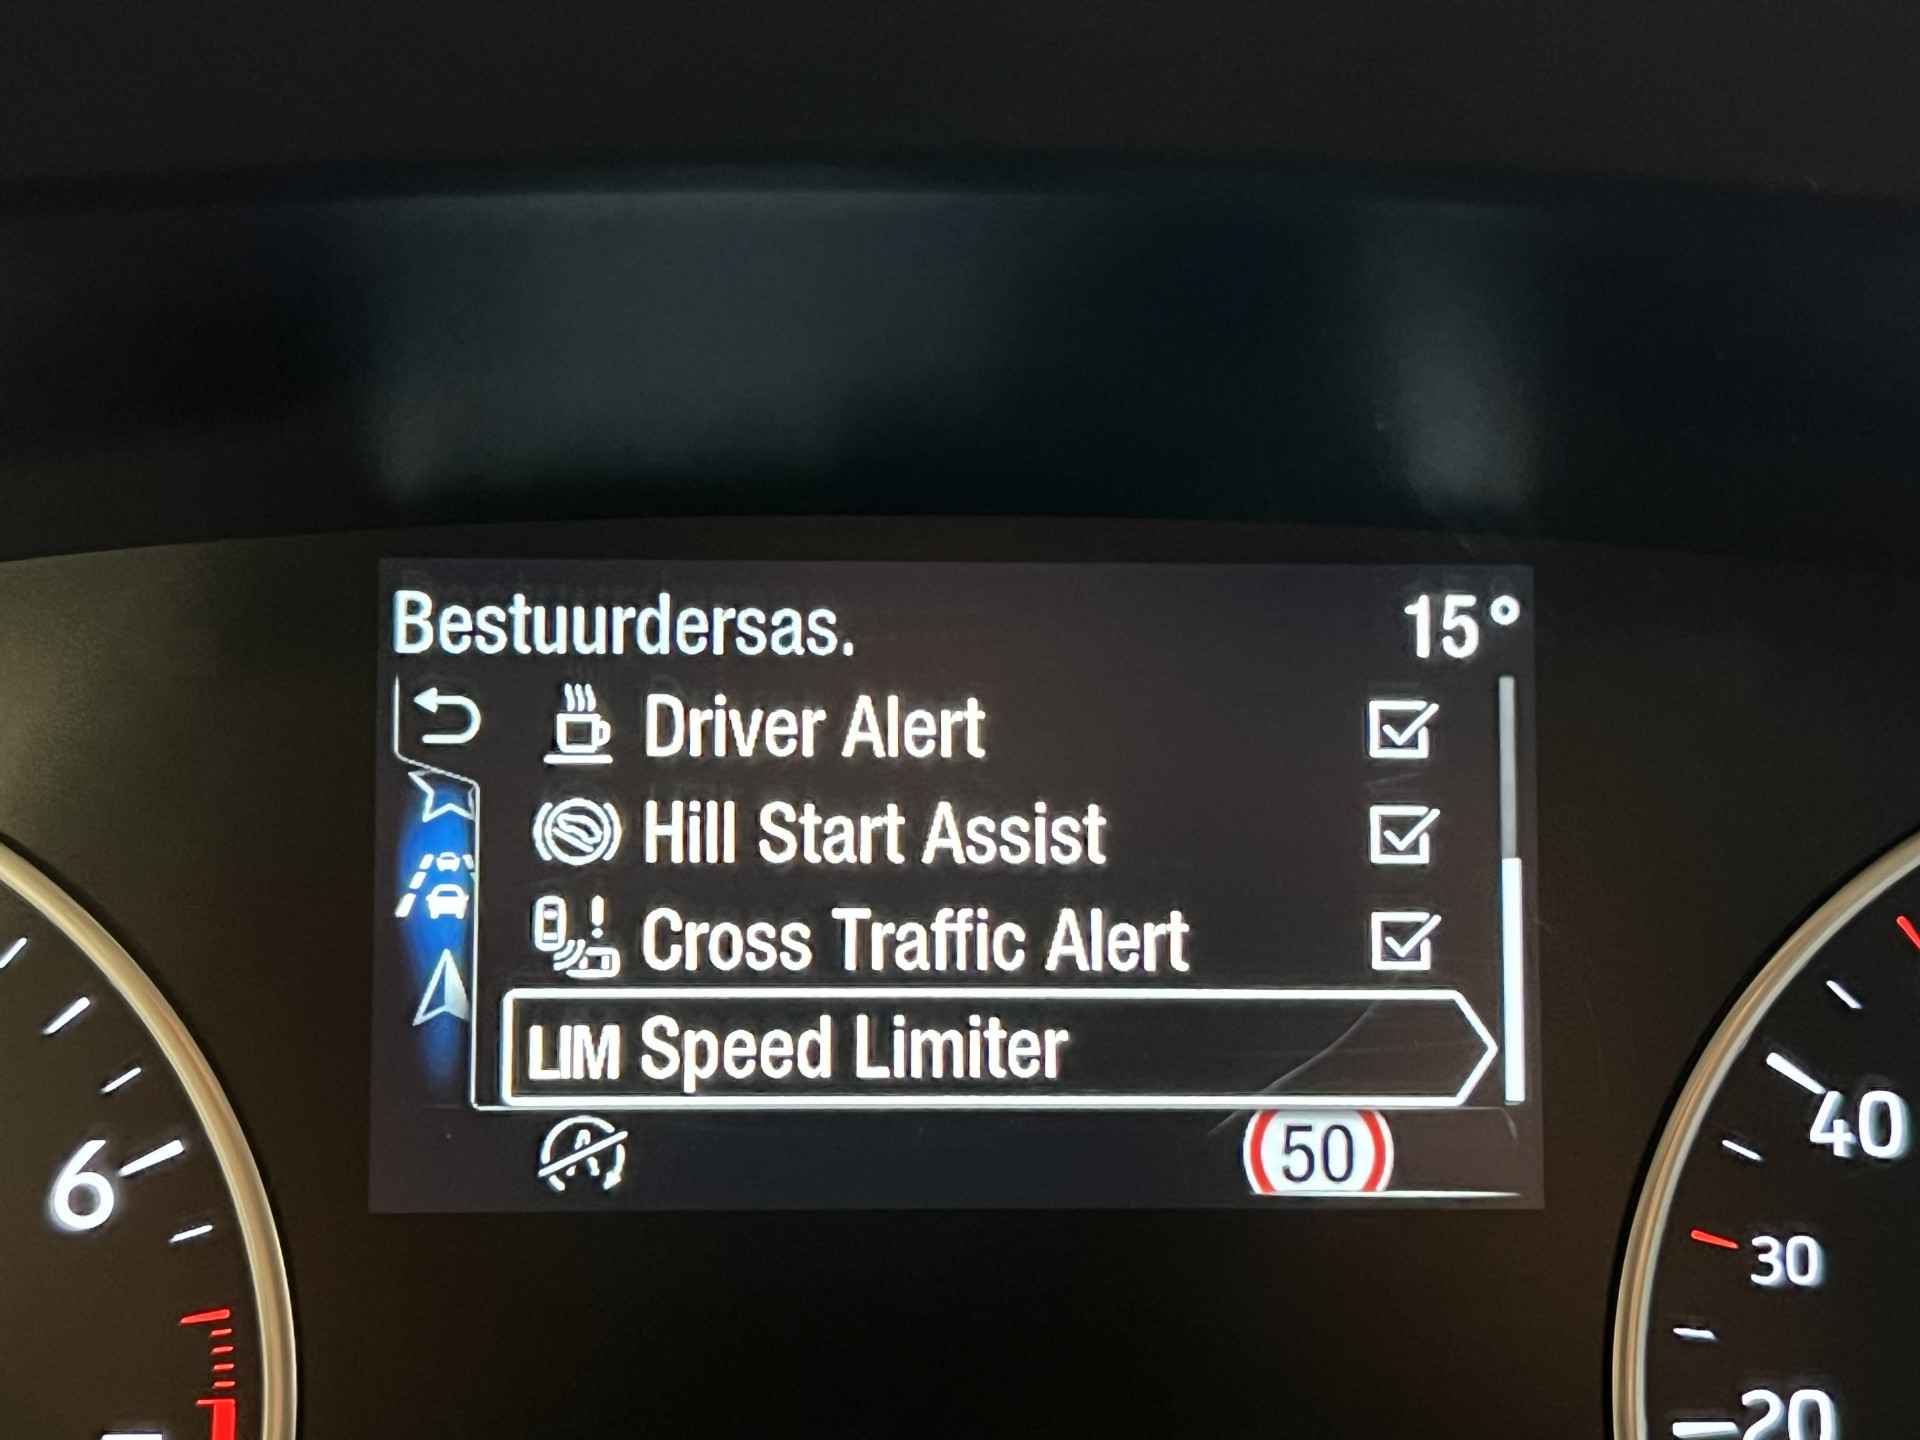 Bestuurdersas. 15°
Driver Alert
Hill Start Assist
Cross Traffic Alert
LIM Speed Limiter
A 50
6
40
30
20